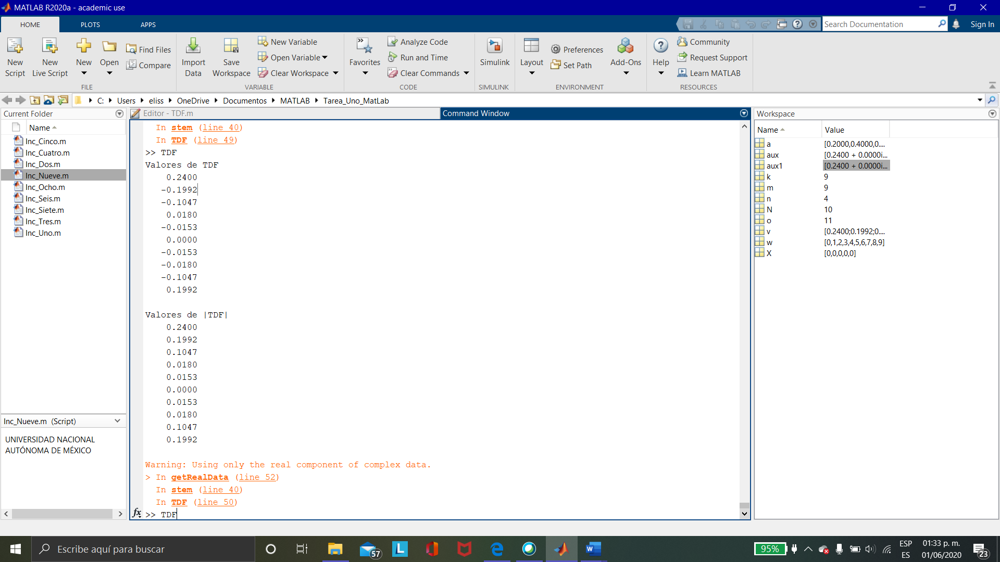 MATLAB R2020a - academic use
HOME
PLOTS
APPS
Search Documentation
Sign In
New Script
New Live Script
New
Open
Find Files
Compare
FILE
Import Data
Save Workspace
New Variable
Open Variable
Clear Workspace
VARIABLE
Favorites
Analyze Code
Run and Time
Clear Commands
CODE
Simulink
SIMULINK
Layout
Preferences
Set Path
Add-Ons
ENVIRONMENT
Help
Community
Request Support
Learn MATLAB
RESOURCES
C: Users eliss OneDrive Documentos MATLAB Tarea_Uno_MatLab
Current Folder
Name
Inc_Cinco.m
Inc_Cuatro.m
Inc_Dos.m
Inc_Nueve.m
Inc_Ocho.m
Inc_Seis.m
Inc_Siete.m
Inc_Tres.m
Inc_Uno.m
Inc_Nueve.m (Script)
UNIVERSIDAD NACIONAL
AUTÓNOMA DE MÉXICO
Editor - TDF.m
Command Window
In stem (line 40)
In TDF (line 49)
>> TDF
Valores de TDF
0.2400
-0.1992
-0.1047
0.0180
-0.0153
0.0000
-0.0153
-0.0180
-0.1047
0.1992
Valores de |TDF|
0.2400
0.1992
0.1047
0.0180
0.0153
0.0000
0.0153
0.0180
0.1047
0.1992
Warning: Using only the real component of complex data.
> In getRealData (line 52)
In stem (line 40)
In TDF (line 50)
fx >> TDF
Workspace
Name Value
a [0.2000,0.4000,0....
aux [0.2400 + 0.0000i...
aux1 [0.2400 + 0.0000i...
k 9
m 9
n 4
N 10
o 11
v [0.2400;0.1992;0....
w [0,1,2,3,4,5,6,7,8,9]
X [0,0,0,0,0]
Escribe aquí para buscar
57
95%
ESP
ES
01:33 p. m.
01/06/2020
23